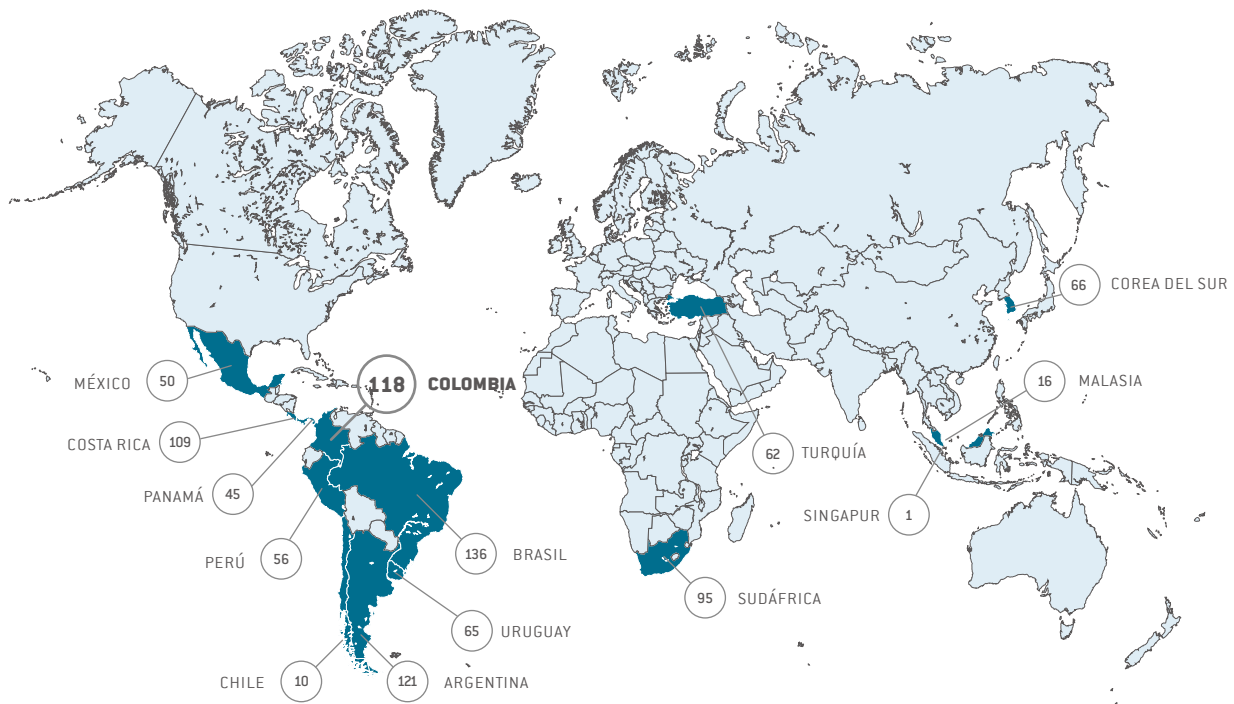 66 COREA DEL SUR
MÉXICO 50
118 COLOMBIA
16 MALASIA
COSTA RICA 109
62 TURQUÍA
PANAMÁ 45
SINGAPUR 1
PERÚ 56
136 BRASIL
95 SUDÁFRICA
65 URUGUAY
CHILE 10
121 ARGENTINA